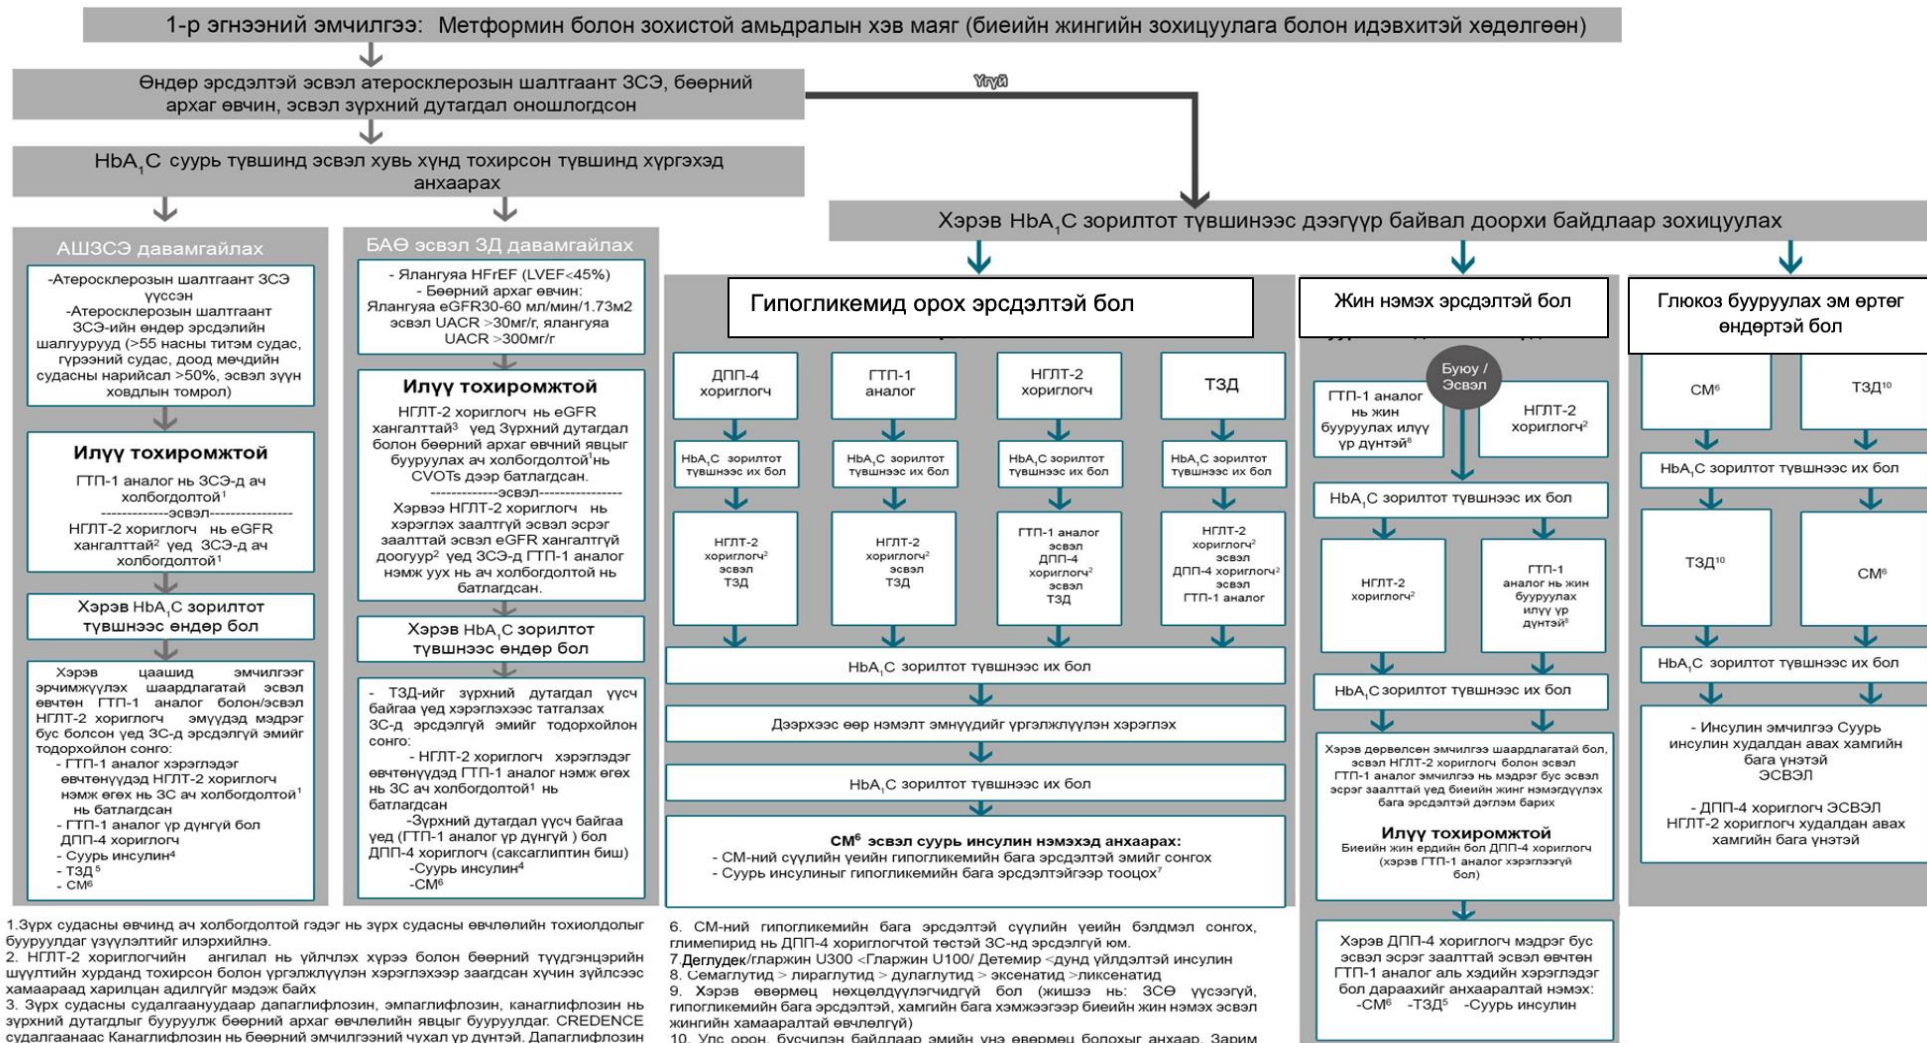 1-р эгнээний эмчилгээ: Метформин болон зохистой амьдралын хэв маяг (биеийн жингийн зохицуулага болон идэвхитэй хөдөлгөөн)
Өндөр эрсдэлтэй эсвэл атеросклерозын шалтгаант ЗСЭ, бөөрний
архаг өвчин, эсвэл зүрхний дутагдал оношлогдсон
Үгүй
HbA₁C суурь түвшинд эсвэл хувь хүнд тохирсон түвшинд хүргэхэд
анхаарах
Хэрэв HbA₁C зорилтот түвшинээс дээгүүр байвал доорхи байдлаар зохицуулах
АШЗСЭ давамгайлах
-Атеросклерозын шалтгаант ЗСЭ
үүссэн
-Атеросклерозын шалтгаант
ЗСЭ-ийн өндөр эрсдэлийн
шалгуурууд (>55 насны титэм судас,
гүрээний судас, доод мөчдийн
судасны нарийсал >50%, эсвэл зүүн
ховдлын томрол)
Илүү тохиромжтой
ГТП-1 аналог нь ЗСЭ-д ач
холбогдолтой¹
-------------эсвэл----------------
НГЛТ-2 хориглогч нь eGFR
хангалттай² үед ЗСЭ-д ач
холбогдолтой¹
Хэрэв HbA₁C зорилтот
түвшнээс өндөр бол
Хэрэв цаашид эмчилгээг
эрчимжүүлэх шаардлагатай эсвэл
өвчтөн ГТП-1 аналог болон/эсвэл
НГЛТ-2 хориглогч эмүүдэд мэдрэг
бус болсон үед ЗС-д эрсдэлгүй эмийг
тодорхойлон сонго:
- ГТП-1 аналог хэрэглэдэг
өвчтөнүүдэд НГЛТ-2 хориглогч
нэмж өгөх нь ЗС ач холбогдолтой¹
нь батлагдсан
- ГТП-1 аналог үр дүнгүй бол
ДПП-4 хориглогч
- Суурь инсулин⁴
- ТЗД⁵
- СМ⁶
БАӨ эсвэл ЗД давамгайлах
- Ялангуяа HFrEF (LVEF<45%)
- Бөөрний архаг өвчин:
Ялангуяа eGFR30-60 мл/мин/1.73м2
эсвэл UACR >30мг/г, ялангуяа
UACR >300мг/г
Илүү тохиромжтой
НГЛТ-2 хориглогч нь eGFR
хангалттай³ үед Зүрхний дутагдал
болон бөөрний архаг өвчний явцыг
бууруулах ач холбогдолтой¹нь
CVOTs дээр батлагдсан.
-------------эсвэл----------------
Хэрвээ НГЛТ-2 хориглогч нь
хэрэглэх заалтгүй эсвэл эсрэг
заалттай эсвэл eGFR хангалтгүй
доогуур² үед ЗСЭ-д ГТП-1 аналог
нэмж уух нь ач холбогдолтой нь
батлагдсан.
Хэрэв HbA₁C зорилтот
түвшнээс өндөр бол
- ТЗД-ийг зүрхний дутагдал үүсч
байгаа үед хэрэглэхээс татгалзах
ЗС-д эрсдэлгүй эмийг тодорхойлон
сонго:
- НГЛТ-2 хориглогч хэрэглэдэг
өвчтөнүүдэд ГТП-1 аналог нэмж өгөх
нь ЗС ач холбогдолтой¹ нь
батлагдсан
-Зүрхний дутагдал үүсч байгаа
үед (ГТП-1 аналог үр дүнгүй ) бол
ДПП-4 хориглогч (саксаглиптин биш)
-Суурь инсулин⁴
-СМ⁶
Гипогликемид орох эрсдэлтэй бол
ДПП-4
хориглогч
ГТП-1
аналог
НГЛТ-2
хориглогч
ТЗД
HbA₁C зорилтот
түвшнээс их бол
HbA₁C зорилтот
түвшнээс их бол
HbA₁C зорилтот
түвшнээс их бол
HbA₁C зорилтот
түвшнээс их бол
НГЛТ-2
хориглогч²
эсвэл
ТЗД
НГЛТ-2
хориглогч²
эсвэл
ТЗД
ГТП-1 аналог
эсвэл
ДПП-4
хориглогч²
эсвэл
ТЗД
НГЛТ-2
хориглогч²
эсвэл
ДПП-4 хориглогч²
эсвэл
ГТП-1 аналог
HbA₁C зорилтот түвшнээс их бол
Дээрхээс өөр нэмэлт эмнүүдийг үргэлжлүүлэн хэрэглэх
HbA₁C зорилтот түвшнээс их бол
СМ⁶ эсвэл суурь инсулин нэмэхэд анхаарах:
- СМ-ний сүүлийн үеийн гипогликемийн бага эрсдэлтэй эмийг сонгох
- Суурь инсулиныг гипогликемийн бага эрсдэлтэйгээр тооцох⁷
Жин нэмэх эрсдэлтэй бол
Буюу /
Эсвэл
ГТП-1 аналог
нь жин
бууруулах илүү
үр дүнтэй⁸
НГЛТ-2
хориглогч²
HbA₁C зорилтот түвшнээс их бол
НГЛТ-2
хориглогч²
ГТП-1
аналог нь жин
бууруулах
илүү үр
дүнтэй⁸
HbA₁C зорилтот түвшнээс их бол
Хэрэв дөрвөлсөн эмчилгээ шаардлагатай бол,
эсвэл НГЛТ-2 хориглогч болон эсвэл
ГТП-1 аналог эмчилгээ нь мэдрэг бус эсвэл
эсрэг заалттай үед биеийн жинг нэмэгдүүлэх
бага эрсдэлтэй дэглэм барих
Илүү тохиромжтой
Биеийн жин ердийн бол ДПП-4 хориглогч
(хэрэв ГТП-1 аналог хэрэглээгүй
бол)
Хэрэв ДПП-4 хориглогч мэдрэг бус
эсвэл эсрэг заалттай эсвэл өвчтөн
ГТП-1 аналог аль хэдийн хэрэглэдэг
бол дараахийг анхааралтай нэмэх:
-СМ⁶ -ТЗД⁵ -Суурь инсулин
Глюкоз бууруулах эм өртөг
өндөртэй бол
СМ⁶
ТЗД¹⁰
HbA₁C зорилтот түвшнээс их бол
ТЗД¹⁰
СМ⁶
HbA₁C зорилтот түвшнээс их бол
- Инсулин эмчилгээ Суурь
инсулин худалдан авах хамгийн
бага үнэтэй
ЭСВЭЛ
- ДПП-4 хориглогч ЭСВЭЛ
НГЛТ-2 хориглогч худалдан авах
хамгийн бага үнэтэй
1.Зүрх судасны өвчинд ач холбогдолтой гэдэг нь зүрх судасны өвчлөлийн тохиолдолыг
бууруулдаг үзүүлэлтийг илэрхийлнэ.
2. НГЛТ-2 хориглогчийн ангилал нь үйлчлэх хүрээ болон бөөрний түүдгэнцэрийн
шүүлтийн хурданд тохирсон болон үргэлжлүүлэн хэрэглэхээр заагдсан хүчин зүйлсээс
хамаараад харилцан адилгүйг мэдэж байх
3. Зүрх судасны судалгаануудаар дапаглифлозин, эмпаглифлозин, канаглифлозин нь
зүрхний дутагдлыг бууруулж бөөрний архаг өвчлөлийн явцыг бууруулдаг. CREDENCE
судалгаанаас Канаглифлозин нь бөөрний эмчилгээний чухал үр дүнтэй. Дапаглифлозин
6. СМ-ний гипогликемийн бага эрсдэлтэй сүүлийн үеийн бэлдмэл сонгох,
глимепирид нь ДПП-4 хориглогчтой төстэй ЗС-нд эрсдэлгүй юм.
7.Деглудек/гларжин U300 <Гларжин U100/ Детемир <дунд үйлдэлтэй инсулин
8. Семаглутид > лираглутид > дулаглутид > эксенатид >ликсенатид
9. Хэрэв өвөрмөц нөхцөлдүүлэгчидгүй бол (жишээ нь: ЗСӨ үүсээгүй,
гипогликемийн бага эрсдэлтэй, хамгийн бага хэмжээгээр биеийн жин нэмэх эсвэл
жингийн хамааралтай өвчлөлгүй)
10. Улс орон, бүсчилэн байдлаар эмийн үнэ өвөрмөц болохыг анхаар. Зарим